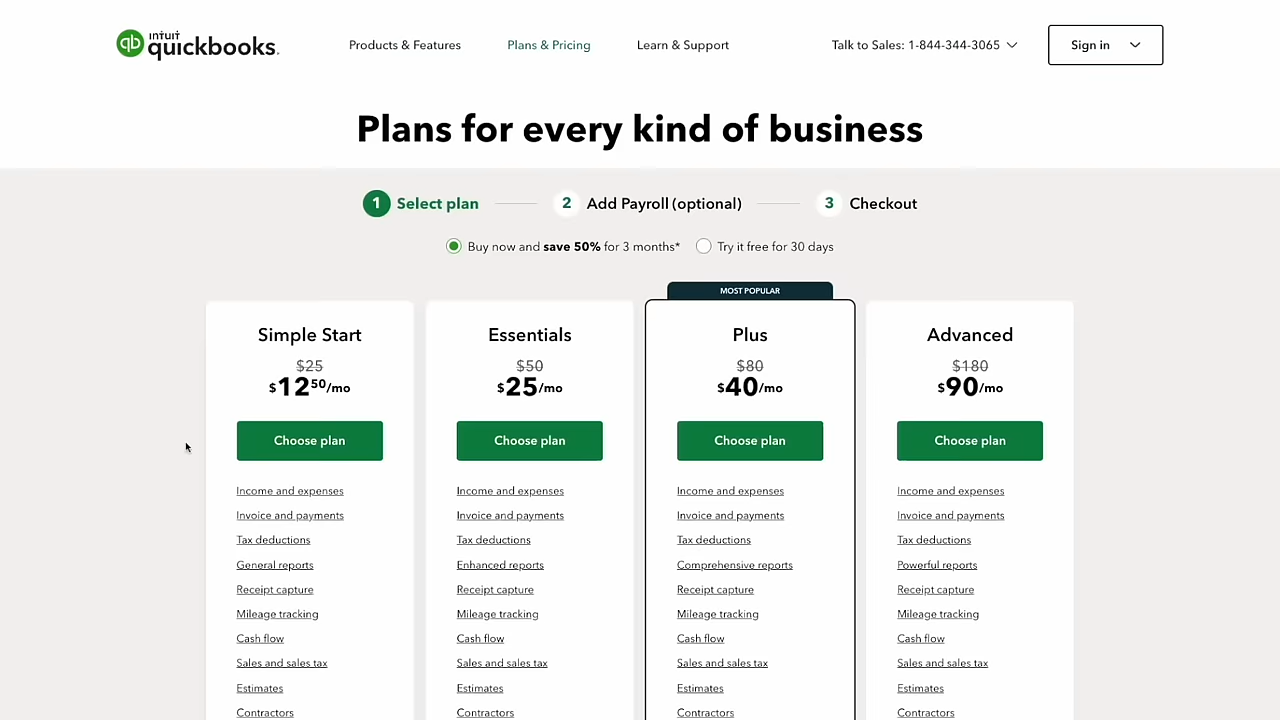 intuit
quickbooks.
Products & Features
Plans & Pricing
Learn & Support
Talk to Sales: 1-844-344-3065
Sign in
Plans for every kind of business
1 Select plan
2 Add Payroll (optional)
3 Checkout
Buy now and save 50% for 3 months*
Try it free for 30 days
Simple Start
$25
$1250/mo
Choose plan
Income and expenses
Invoice and payments
Tax deductions
General reports
Receipt capture
Mileage tracking
Cash flow
Sales and sales tax
Estimates
Contractors
Essentials
$50
$25/mo
Choose plan
Income and expenses
Invoice and payments
Tax deductions
Enhanced reports
Receipt capture
Mileage tracking
Cash flow
Sales and sales tax
Estimates
Contractors
MOST POPULAR
Plus
$80
$40/mo
Choose plan
Income and expenses
Invoice and payments
Tax deductions
Comprehensive reports
Receipt capture
Mileage tracking
Cash flow
Sales and sales tax
Estimates
Contractors
Advanced
$180
$90/mo
Choose plan
Income and expenses
Invoice and payments
Tax deductions
Powerful reports
Receipt capture
Mileage tracking
Cash flow
Sales and sales tax
Estimates
Contractors